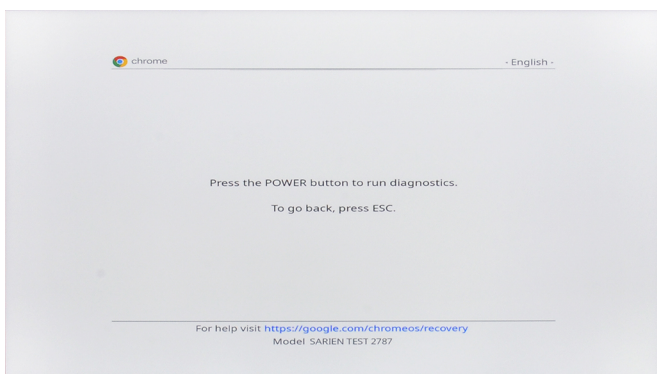 chrome
- English -
Press the POWER button to run diagnostics.
To go back, press ESC.
For help visit https://google.com/chromeos/recovery
Model SARIEN TEST 2787